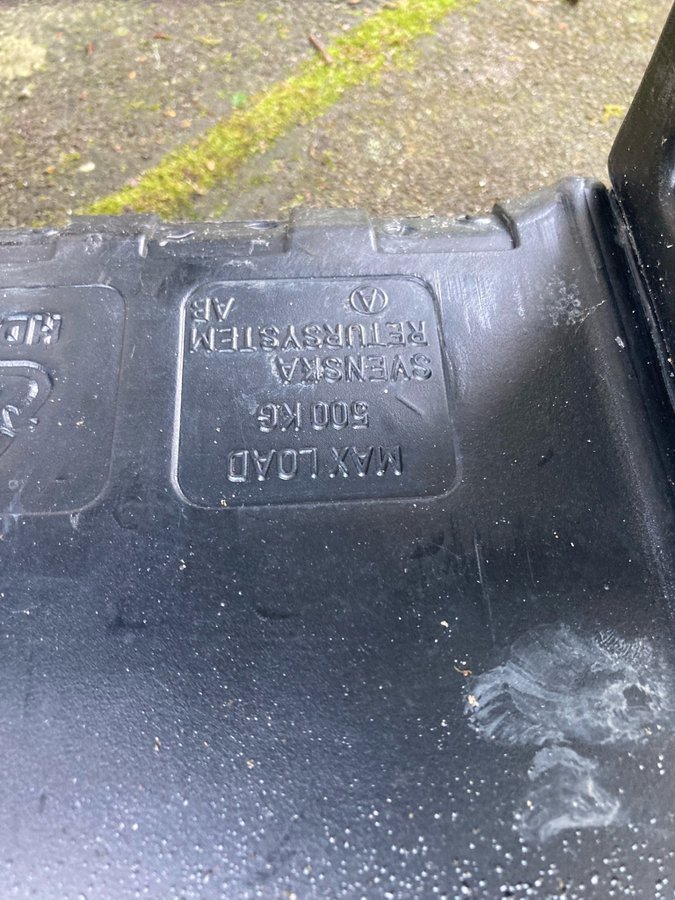 MAX LOAD
500 KG
SVENSKA
RETURSYSTEM
Ⓐ AB